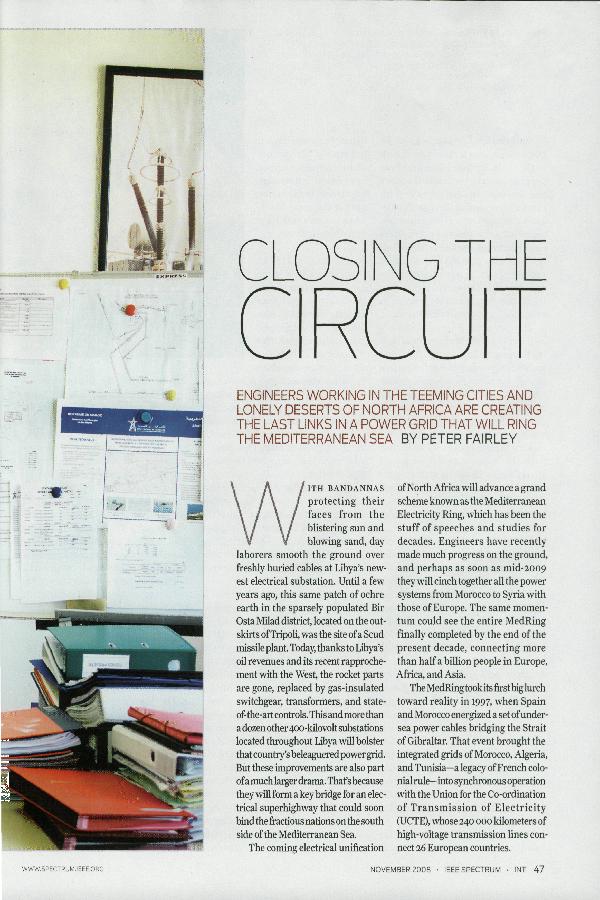 EXPRESS
CLOSING THE
CIRCUIT
ENGINEERS WORKING IN THE TEEMING CITIES AND
LONELY DESERTS OF NORTH AFRICA ARE CREATING
THE LAST LINKS IN A POWER GRID THAT WILL RING
THE MEDITERRANEAN SEA BY PETER FAIRLEY
WITH BANDANNAS
protecting their
faces from the
blistering sun and
blowing sand, day
laborers smooth the ground over
freshly buried cables at Libya's new-
est electrical substation. Until a few
years ago, this same patch of ochre
earth in the sparsely populated Bir
Osta Milad district, located on the out-
skirts of Tripoli, was the site of a Scud
missile plant. Today, thanks to Libya's
oil revenues and its recent rapproche-
ment with the West, the rocket parts
are gone, replaced by gas-insulated
switchgear, transformers, and state-
of-the-art controls. This and more than
a dozen other 400-kilovolt substations
located throughout Libya will bolster
that country's beleaguered power grid.
But these improvements are also part
of a much larger drama. That's because
they will form a key bridge for an elec-
trical superhighway that could soon
bind the fractious nations on the south
side of the Mediterranean Sea.
The coming electrical unification
of North Africa will advance a grand
scheme known as the Mediterranean
Electricity Ring, which has been the
stuff of speeches and studies for
decades. Engineers have recently
made much progress on the ground,
and perhaps as soon as mid-2009
they will cinch together all the power
systems from Morocco to Syria with
those of Europe. The same momen-
tum could see the entire MedRing
finally completed by the end of the
present decade, connecting more
than half a billion people in Europe,
Africa, and Asia.
The MedRing took its first big lurch
toward reality in 1997, when Spain
and Morocco energized a set of under-
sea power cables bridging the Strait
of Gibraltar. That event brought the
integrated grids of Morocco, Algeria,
and Tunisia—a legacy of French colo-
nial rule—into synchronous operation
with the Union for the Co-ordination
of Transmission of Electricity
(UCTE), whose 240 000 kilometers of
high-voltage transmission lines con-
nect 26 European countries.
WWW.SPECTRUM.IEEE.ORG
NOVEMBER 2008 · IEEE SPECTRUM · INT 47